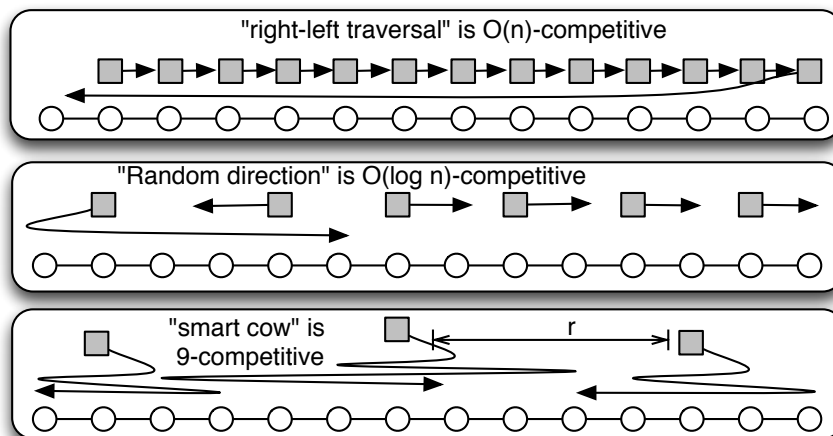 "right-left traversal" is O(n)-competitive
"Random direction" is O(log n)-competitive
"smart cow" is
9-competitive
r